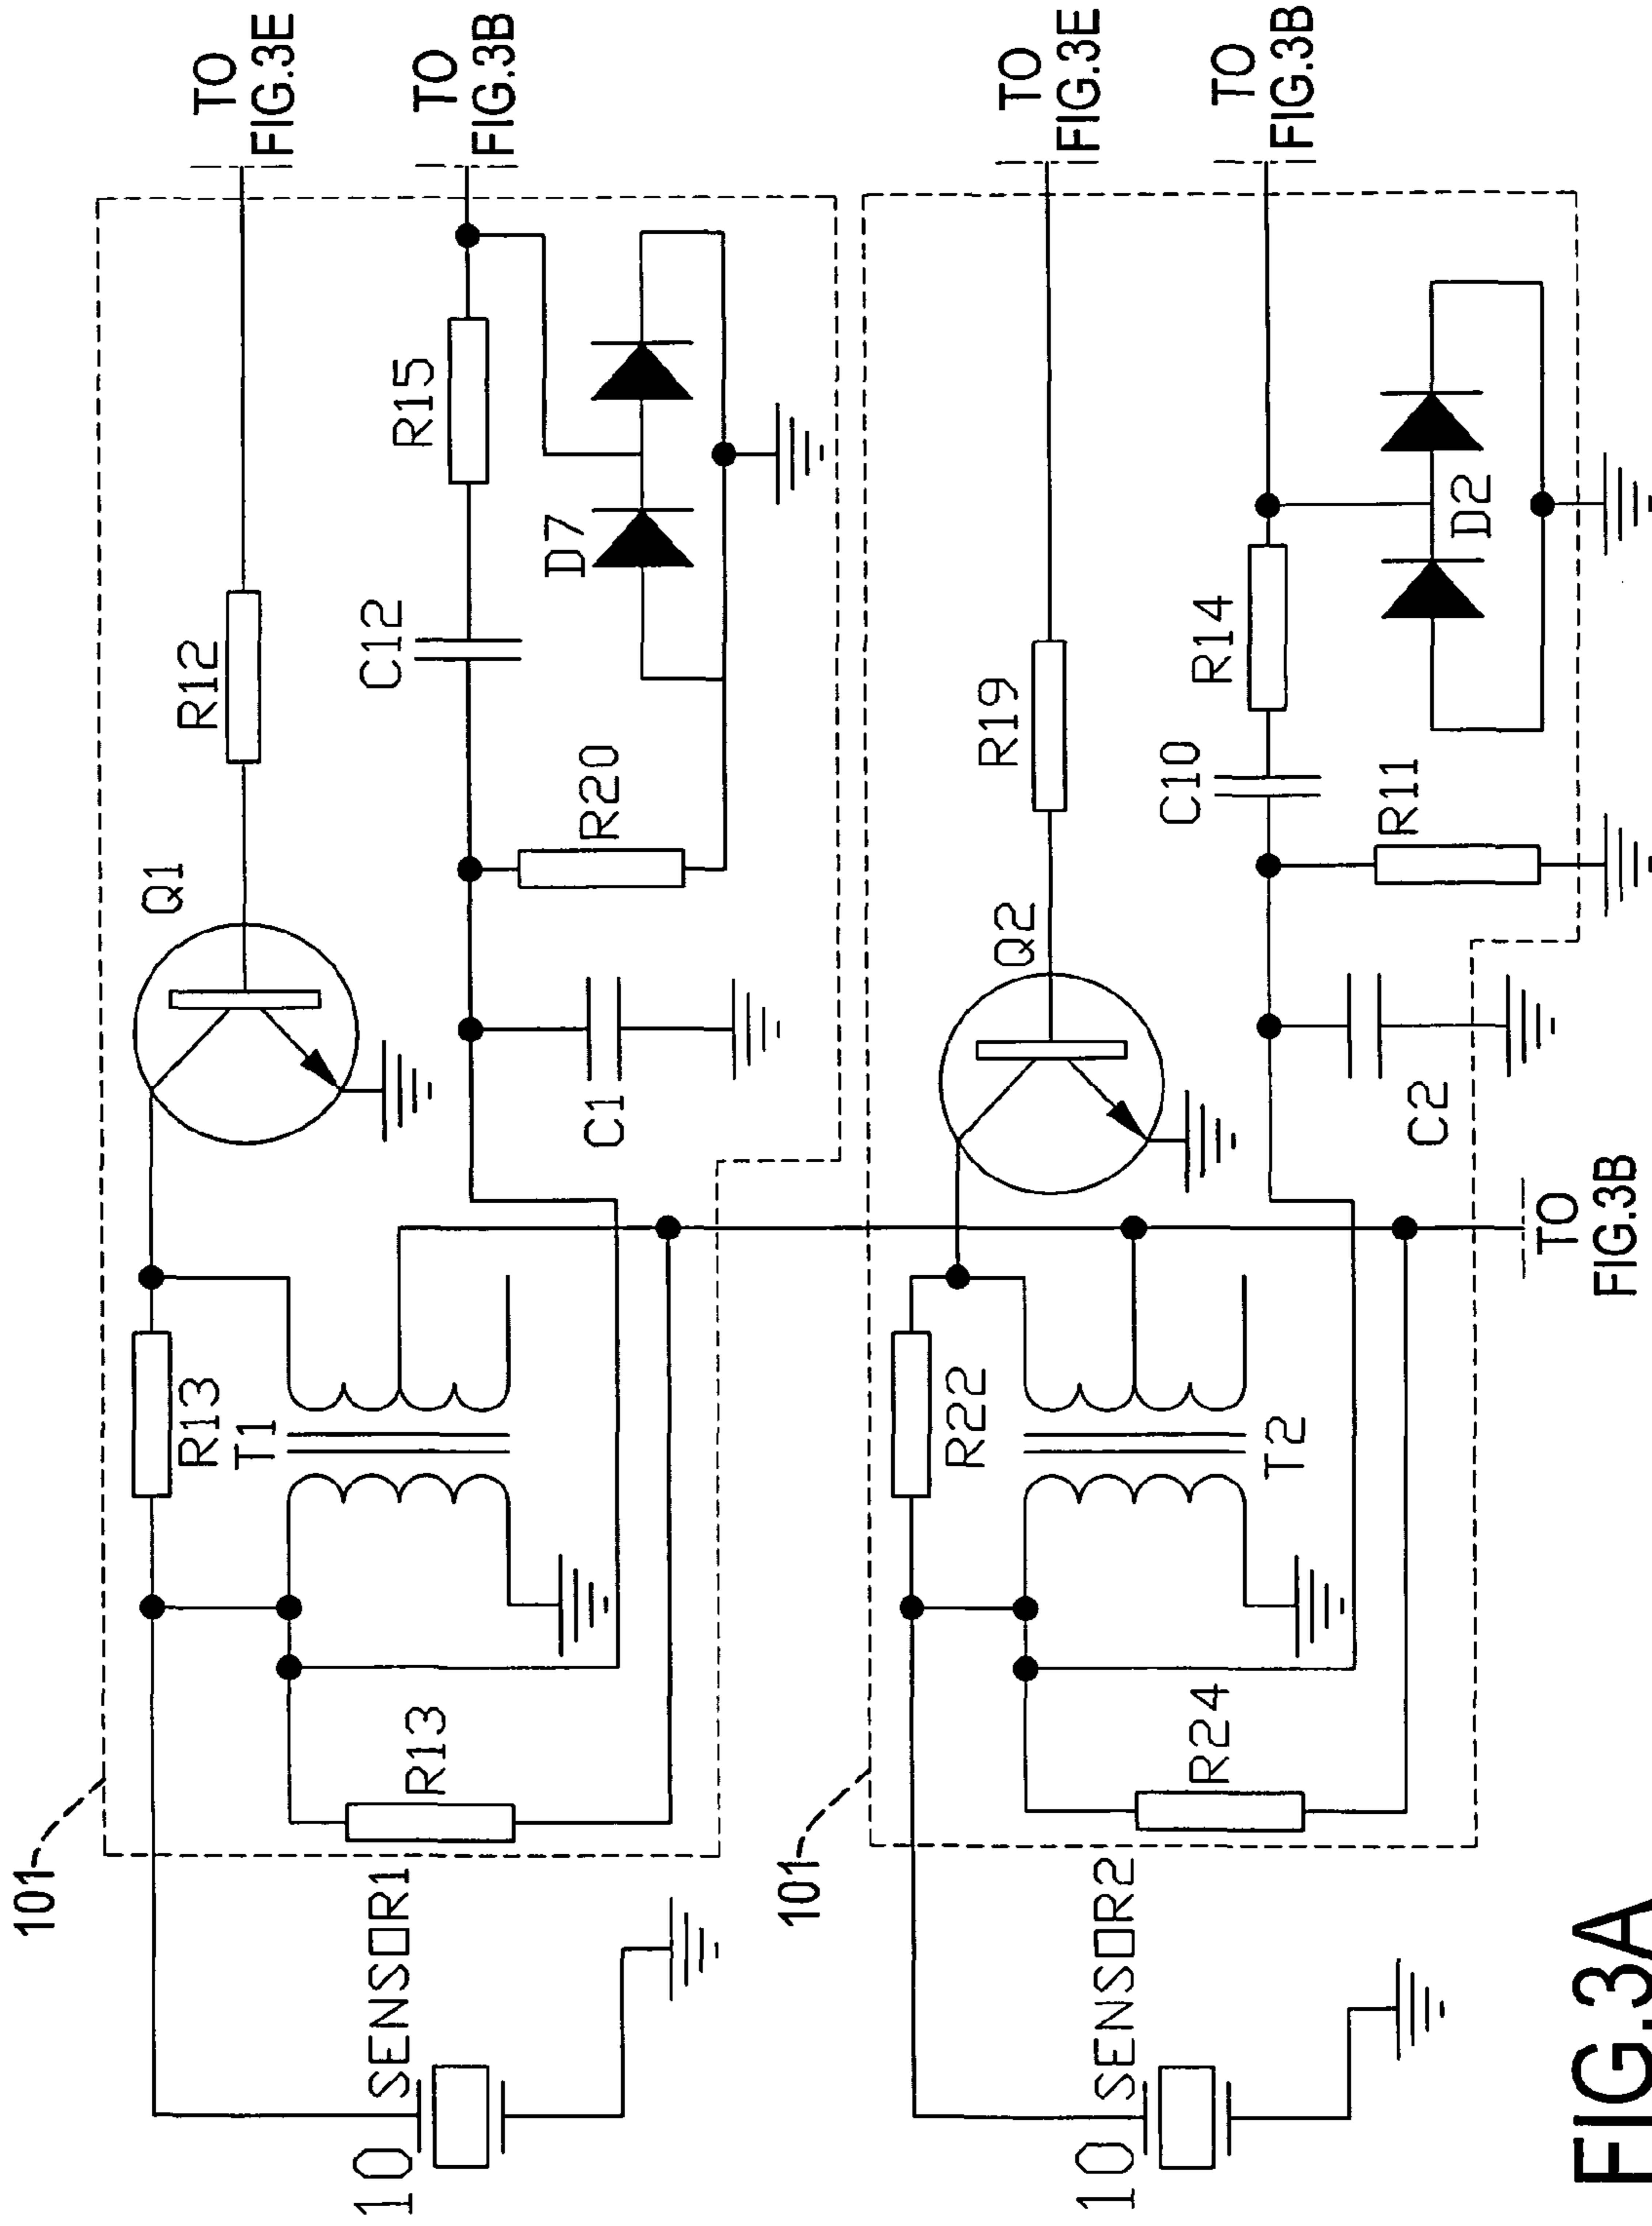 101
TO
FIG.3E
TO
FIG.3B
Q1
R12
R15
C12
D7
R20
C1
R13
T1
R13
SENSOR1
10
101
TO
FIG.3E
TO
FIG.3B
Q2
R19
R14
C10
D2
R11
C2
R22
T2
R24
SENSOR2
10
TO
FIG.3B
FIG.3A